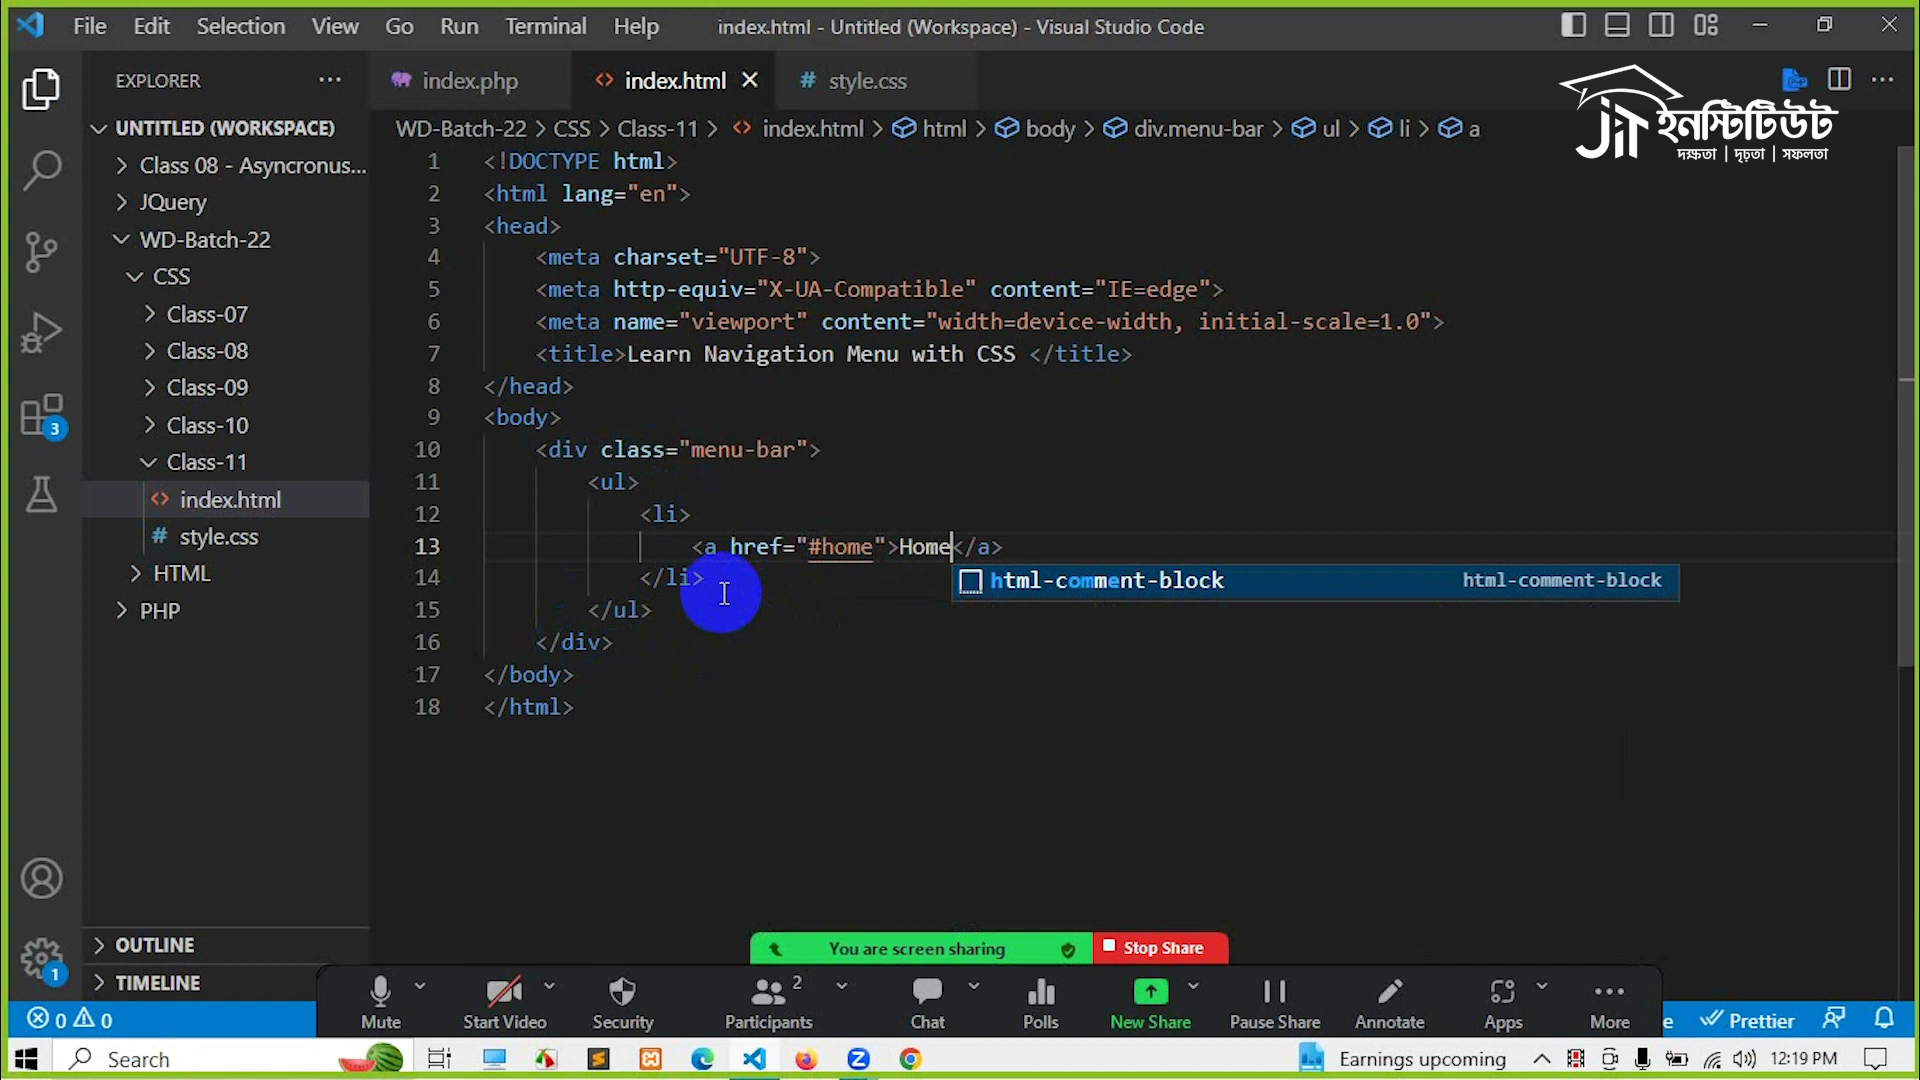 File Edit Selection View Go Run Terminal Help index.html - Untitled (Workspace) - Visual Studio Code
EXPLORER
index.php
index.html
# style.css
JiT ইনস্টিটিউট
দক্ষতা | দৃঢ়তা | সফলতা
WD-Batch-22 > CSS > Class-11 > index.html > html > body > div.menu-bar > ul > li > a
UNTITLED (WORKSPACE)
Class 08 - Asyncronus...
JQuery
WD-Batch-22
CSS
Class-07
Class-08
Class-09
Class-10
Class-11
index.html
# style.css
HTML
PHP
OUTLINE
TIMELINE
1 <!DOCTYPE html>
2 <html lang="en">
3 <head>
4 <meta charset="UTF-8">
5 <meta http-equiv="X-UA-Compatible" content="IE=edge">
6 <meta name="viewport" content="width=device-width, initial-scale=1.0">
7 <title>Learn Navigation Menu with CSS </title>
8 </head>
9 <body>
10 <div class="menu-bar">
11 <ul>
12 <li>
13 <a href="#home">Home</a>
html-comment-block html-comment-block
14 </li>
15 </ul>
16 </div>
17 </body>
18 </html>
3
1
You are screen sharing Stop Share
2
Mute Start Video Security Participants Chat Polls New Share Pause Share Annotate Apps More
0 0
e Prettier
Search
Earnings upcoming
12:19 PM